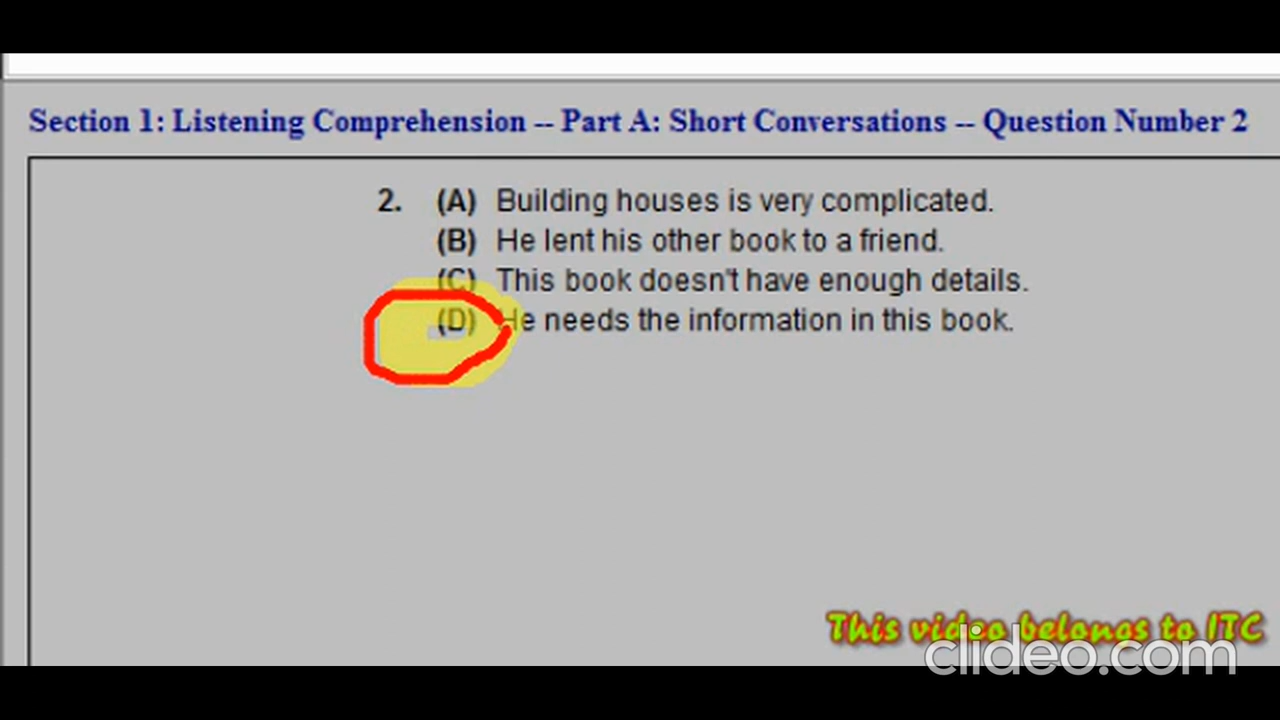 Section 1: Listening Comprehension -- Part A: Short Conversations -- Question Number 2
2. (A) Building houses is very complicated.
(B) He lent his other book to a friend.
(C) This book doesn't have enough details.
(D) He needs the information in this book.
This video belongs to ITC
clideo.com